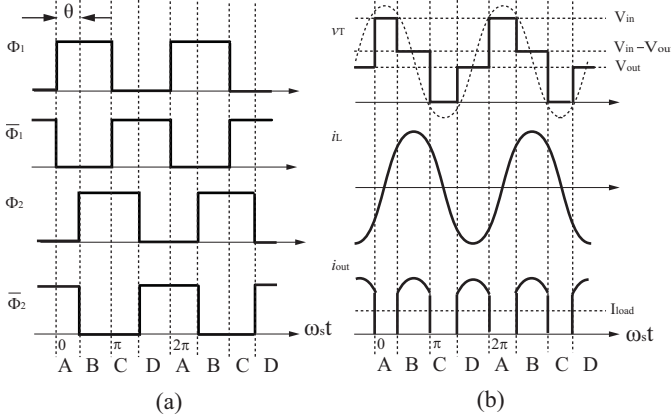 θ
Φ1
Φ̅1
Φ2
Φ̅2
0 π 2π
ωst
A B C D A B C D
(a)
vT
Vin
Vin – Vou
Vout
iL
iout
Iload
0 π 2π
ωst
A B C D A B C D
(b)